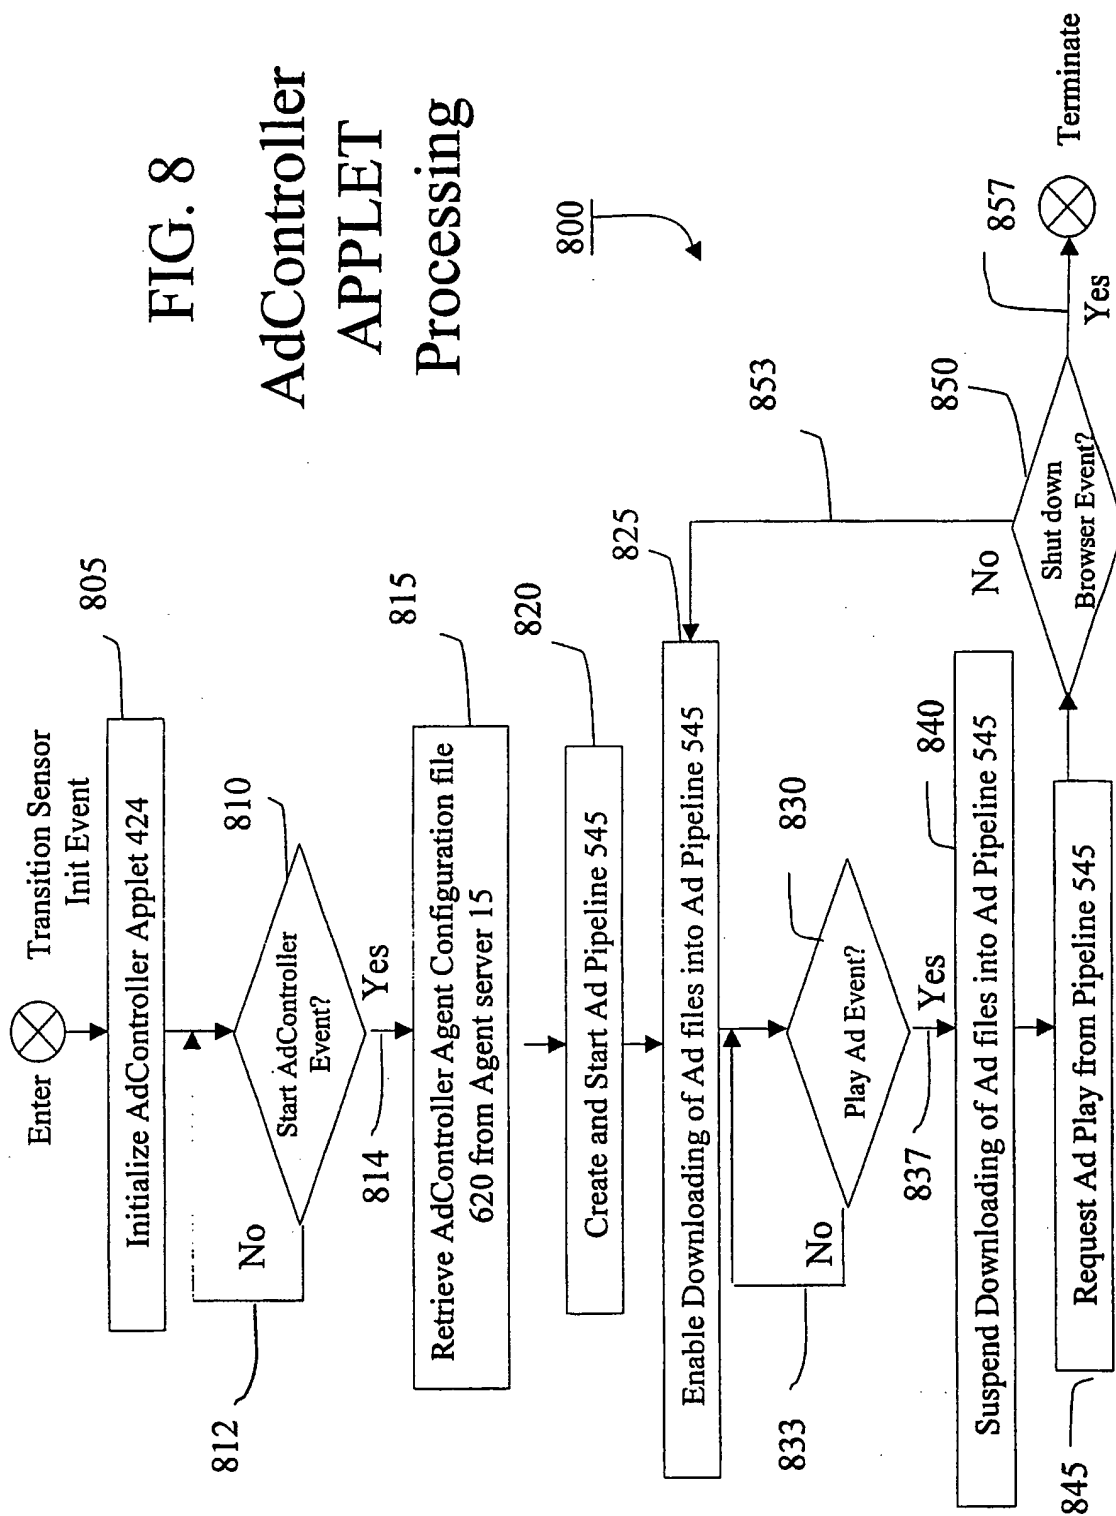 FIG. 8
AdController
APPLET
Processing
800
Enter
Transition Sensor
Init Event
805
Initialize AdController Applet 424
810
Start AdController
Event?
No
812
Yes
814
815
Retrieve AdController Agent Configuration file
620 from Agent server 15
820
Create and Start Ad Pipeline 545
825
Enable Downloading of Ad files into Ad Pipeline 545
830
Play Ad Event?
No
833
Yes
837
840
Suspend Downloading of Ad files into Ad Pipeline 545
Request Ad Play from Pipeline 545
845
850
Shut down
Browser Event?
No
853
Yes
857
Terminate